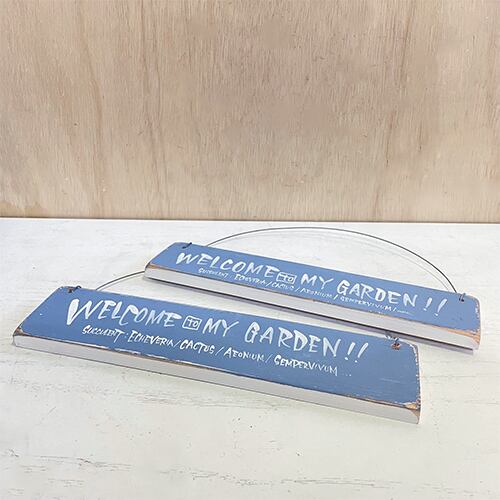 WELCOME TO MY GARDEN!!
SUCCULENT - ECHEVERIA / CACTUS / AEONIUM / SEMPERVIVUM / .....
WELCOME TO MY GARDEN!!
SUCCULENT - ECHEVERIA / CACTUS / AEONIUM / SEMPERVIVUM ...